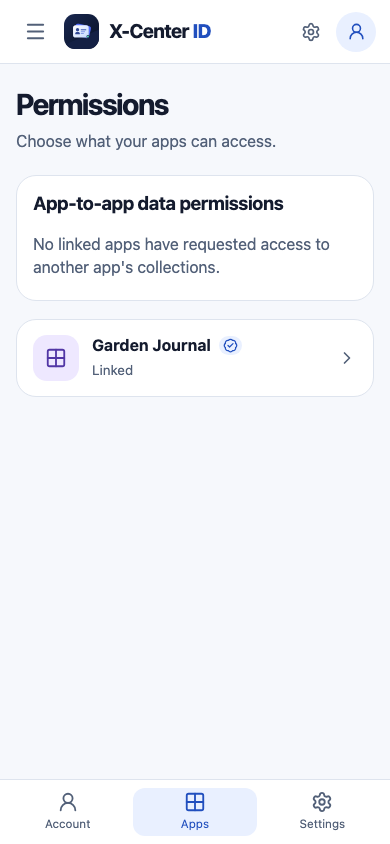 X-Center ID
Permissions
Choose what your apps can access.
App-to-app data permissions
No linked apps have requested access to
another app's collections.
Garden Journal
Linked
Account
Apps
Settings